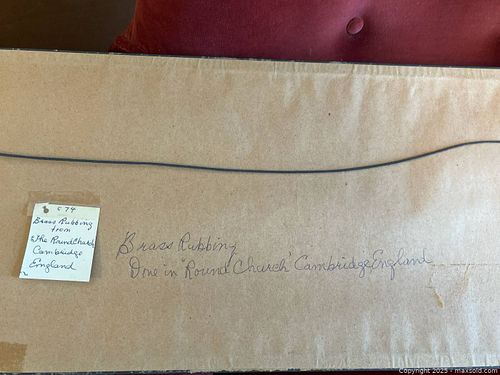 Brass Rubbing
from
The Round Church
Cambridge
England
Brass Rubbing
Done in "Round Church" Cambridge England
Copyright 2025 - maxsold.com